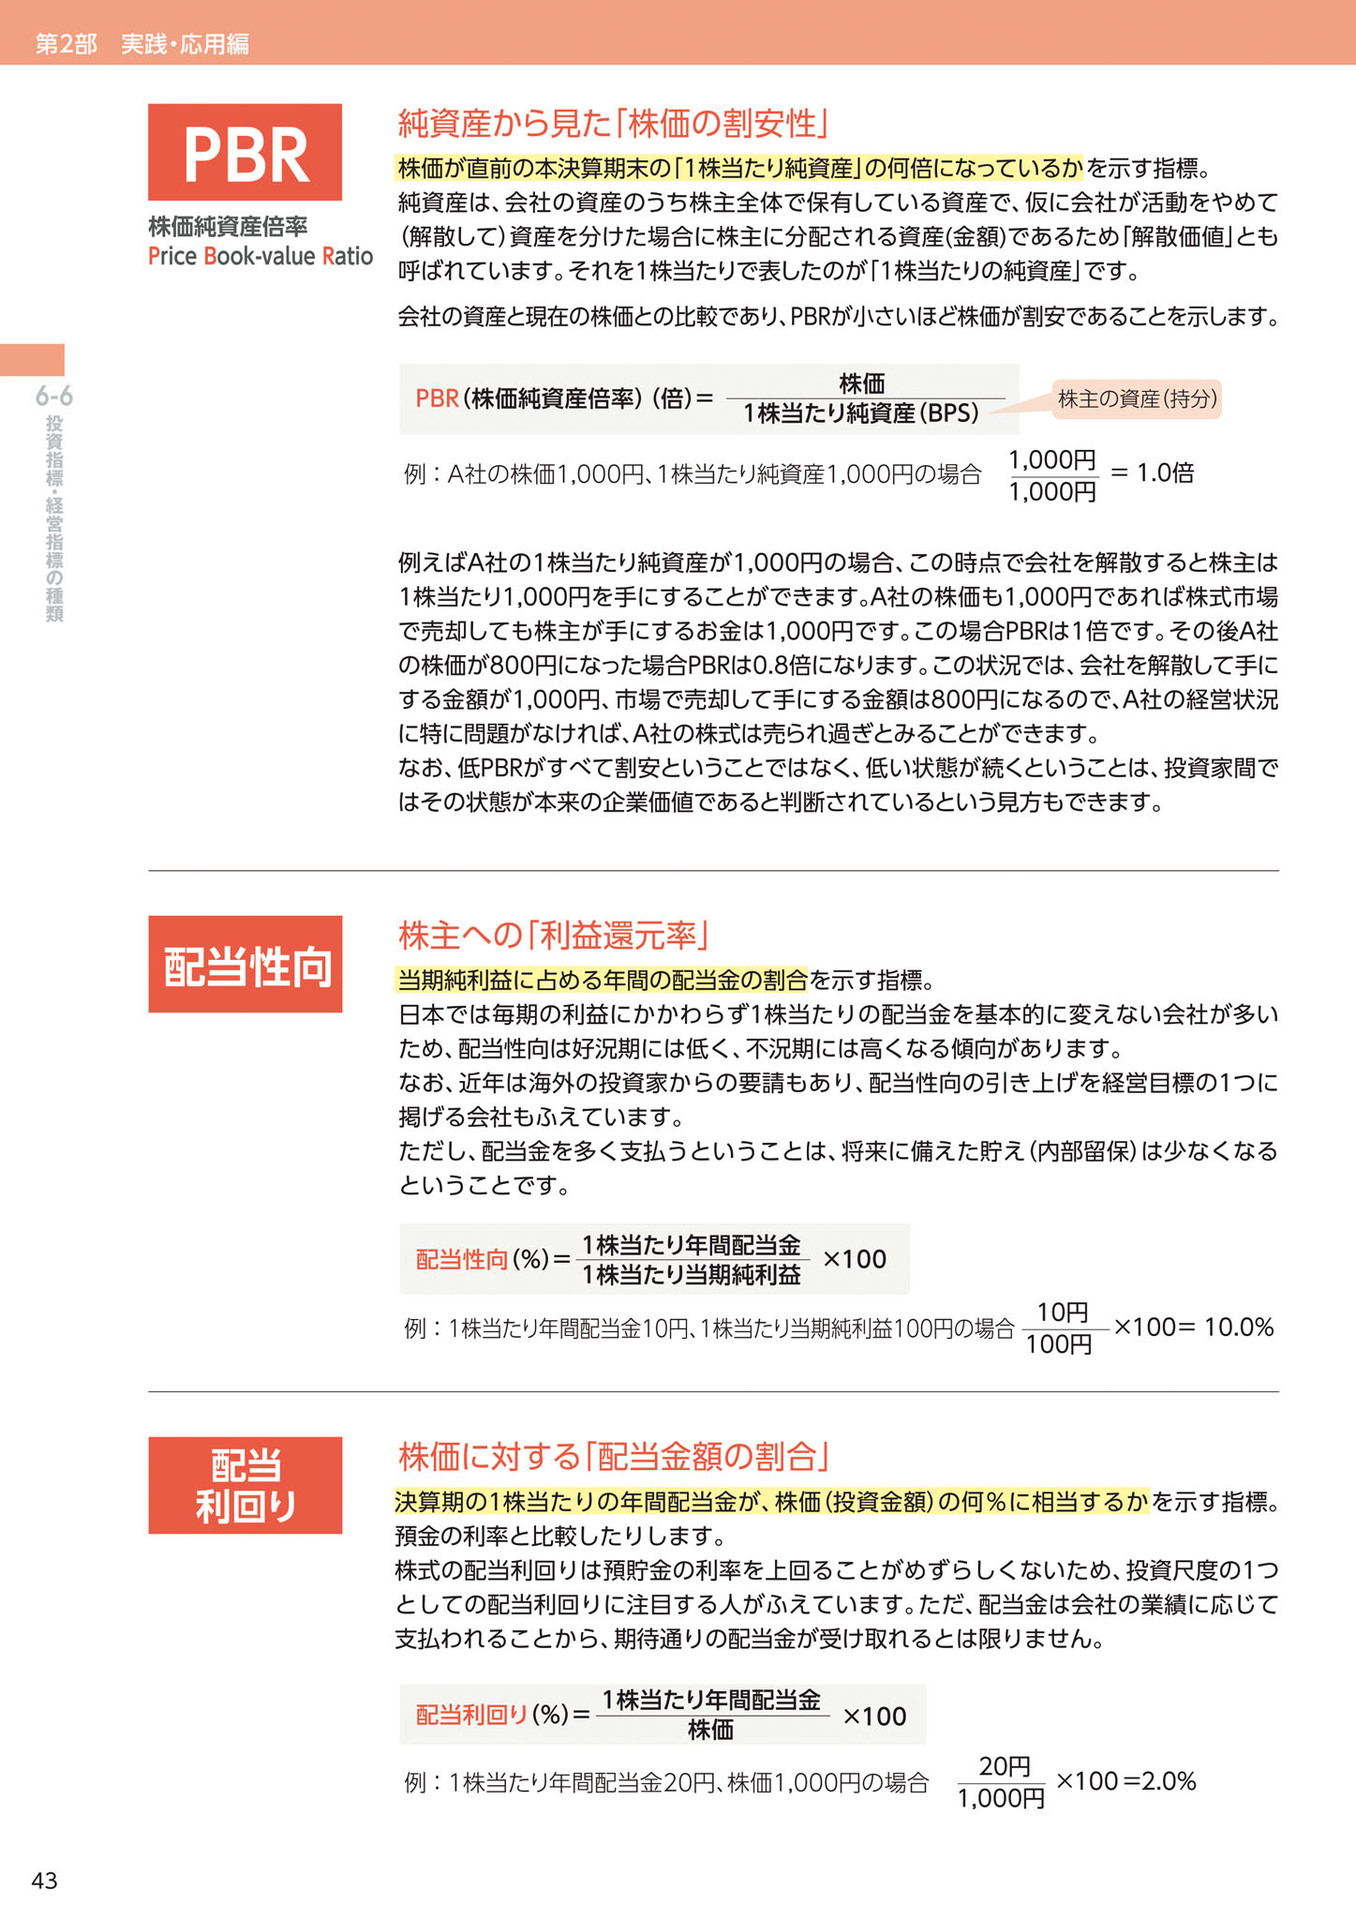 第2部　実践・応用編
PBR
株価純資産倍率
Price Book-value Ratio
純資産から見た「株価の割安性」
株価が直前の本決算期末の「1株当たり純資産」の何倍になっているかを示す指標。
純資産は、会社の資産のうち株主全体で保有している資産で、仮に会社が活動をやめて
（解散して）資産を分けた場合に株主に分配される資産(金額)であるため「解散価値」とも
呼ばれています。それを1株当たりで表したのが「1株当たりの純資産」です。
会社の資産と現在の株価との比較であり、PBRが小さいほど株価が割安であることを示します。
PBR（株価純資産倍率）（倍）＝
株価
1株当たり純資産（BPS）
株主の資産（持分）
例：A社の株価1,000円、1株当たり純資産1,000円の場合
1,000円
1,000円
＝ 1.0倍
例えばA社の1株当たり純資産が1,000円の場合、この時点で会社を解散すると株主は
1株当たり1,000円を手にすることができます。A社の株価も1,000円であれば株式市場
で売却しても株主が手にするお金は1,000円です。この場合PBRは1倍です。その後A社
の株価が800円になった場合PBRは0.8倍になります。この状況では、会社を解散して手に
する金額が1,000円、市場で売却して手にする金額は800円になるので、A社の経営状況
に特に問題がなければ、A社の株式は売られ過ぎとみることができます。
なお、低PBRがすべて割安ということではなく、低い状態が続くということは、投資家間で
はその状態が本来の企業価値であると判断されているという見方もできます。
6-6
投資指標・経営指標の種類
配当性向
株主への「利益還元率」
当期純利益に占める年間の配当金の割合を示す指標。
日本では毎期の利益にかかわらず1株当たりの配当金を基本的に変えない会社が多い
ため、配当性向は好況期には低く、不況期には高くなる傾向があります。
なお、近年は海外の投資家からの要請もあり、配当性向の引き上げを経営目標の1つに
掲げる会社もふえています。
ただし、配当金を多く支払うということは、将来に備えた貯え（内部留保）は少なくなる
ということです。
配当性向（%）＝
1株当たり年間配当金
1株当たり当期純利益
×100
例：1株当たり年間配当金10円、1株当たり当期純利益100円の場合
10円
100円
×100＝ 10.0%
配当
利回り
株価に対する「配当金額の割合」
決算期の1株当たりの年間配当金が、株価（投資金額）の何％に相当するかを示す指標。
預金の利率と比較したりします。
株式の配当利回りは預貯金の利率を上回ることがめずらしくないため、投資尺度の1つ
としての配当利回りに注目する人がふえています。ただ、配当金は会社の業績に応じて
支払われることから、期待通りの配当金が受け取れるとは限りません。
配当利回り（%）＝
1株当たり年間配当金
株価
×100
例：1株当たり年間配当金20円、株価1,000円の場合
20円
1,000円
×100＝2.0%
43